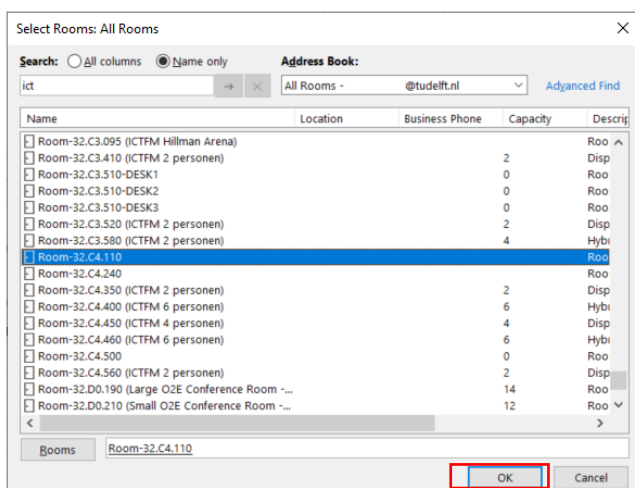 Select Rooms: All Rooms
Search: All columns Name only Address Book:
ict All Rooms - @tudelft.nl Advanced Find
Name Location Business Phone Capacity Descrip
Room-32.C3.095 (ICTFM Hillman Arena) Roo
Room-32.C3.410 (ICTFM 2 personen) 2 Disp
Room-32.C3.510-DESK1 0 Roo
Room-32.C3.510-DESK2 0 Roo
Room-32.C3.510-DESK3 0 Roo
Room-32.C3.520 (ICTFM 2 personen) 2 Disp
Room-32.C3.580 (ICTFM 2 personen) 4 Hybr
Room-32.C4.110 Roo
Room-32.C4.240 Roo
Room-32.C4.350 (ICTFM 2 personen) 2 Disp
Room-32.C4.400 (ICTFM 6 personen) 6 Hybr
Room-32.C4.450 (ICTFM 4 personen) 4 Disp
Room-32.C4.460 (ICTFM 6 personen) 6 Hybr
Room-32.C4.500 0 Roo
Room-32.C4.560 (ICTFM 2 personen) 2 Disp
Room-32.D0.190 (Large O2E Conference Room -... 14 Roo
Room-32.D0.210 (Small O2E Conference Room -... 12 Roo
Rooms Room-32.C4.110
OK Cancel